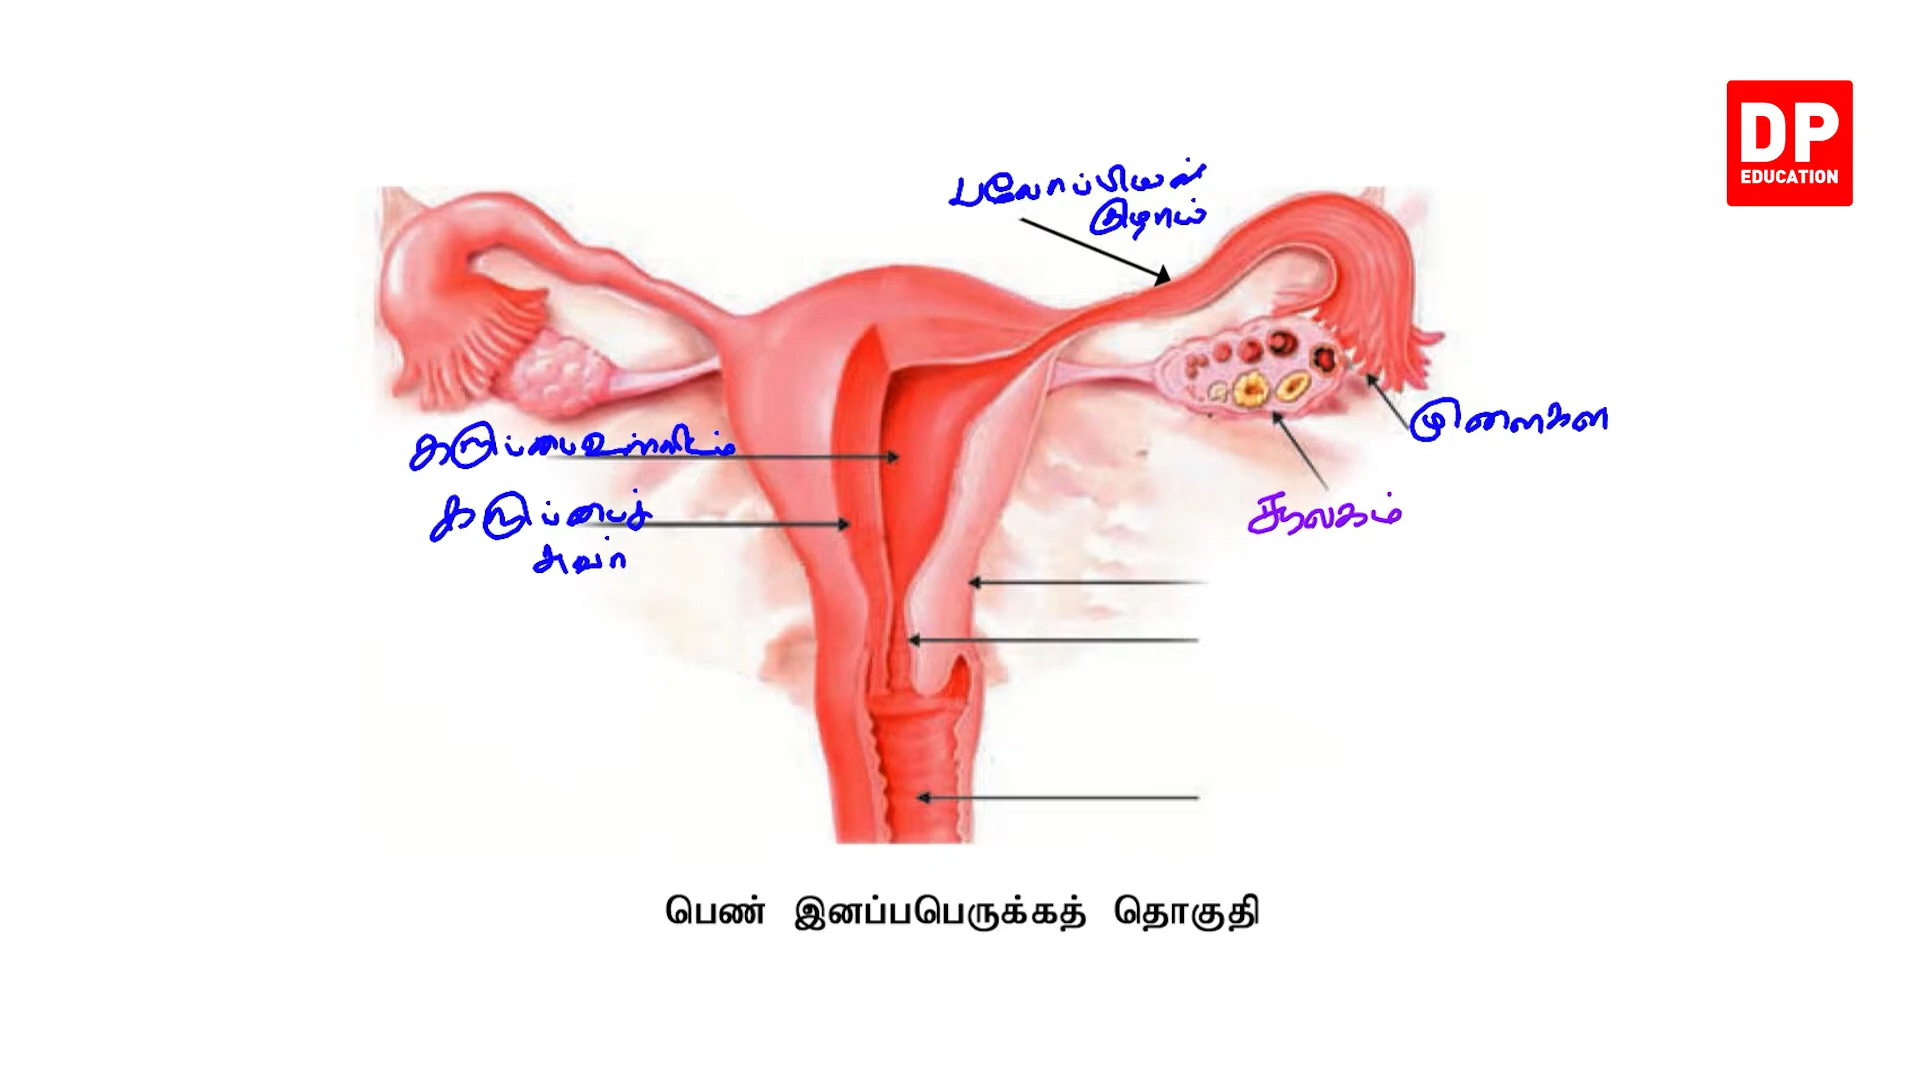 DP
EDUCATION
பலோப்பியன்
குழாய்
முளைகள
கருப்பைஉள்ளிடம்
சூலகம்
கருப்பைச்
சுவர்
பெண் இனப்பபெருக்கத் தொகுதி